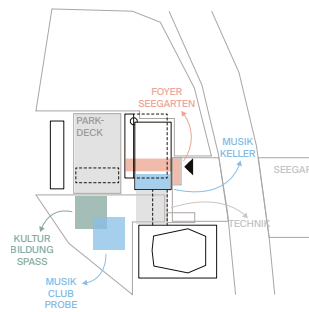 FOYER
SEEGARTEN
PARK-
DECK
MUSIK
KELLER
SEEGAR
TECHNIK
KULTUR
BILDUNG
SPASS
MUSIK
CLUB
PROBE